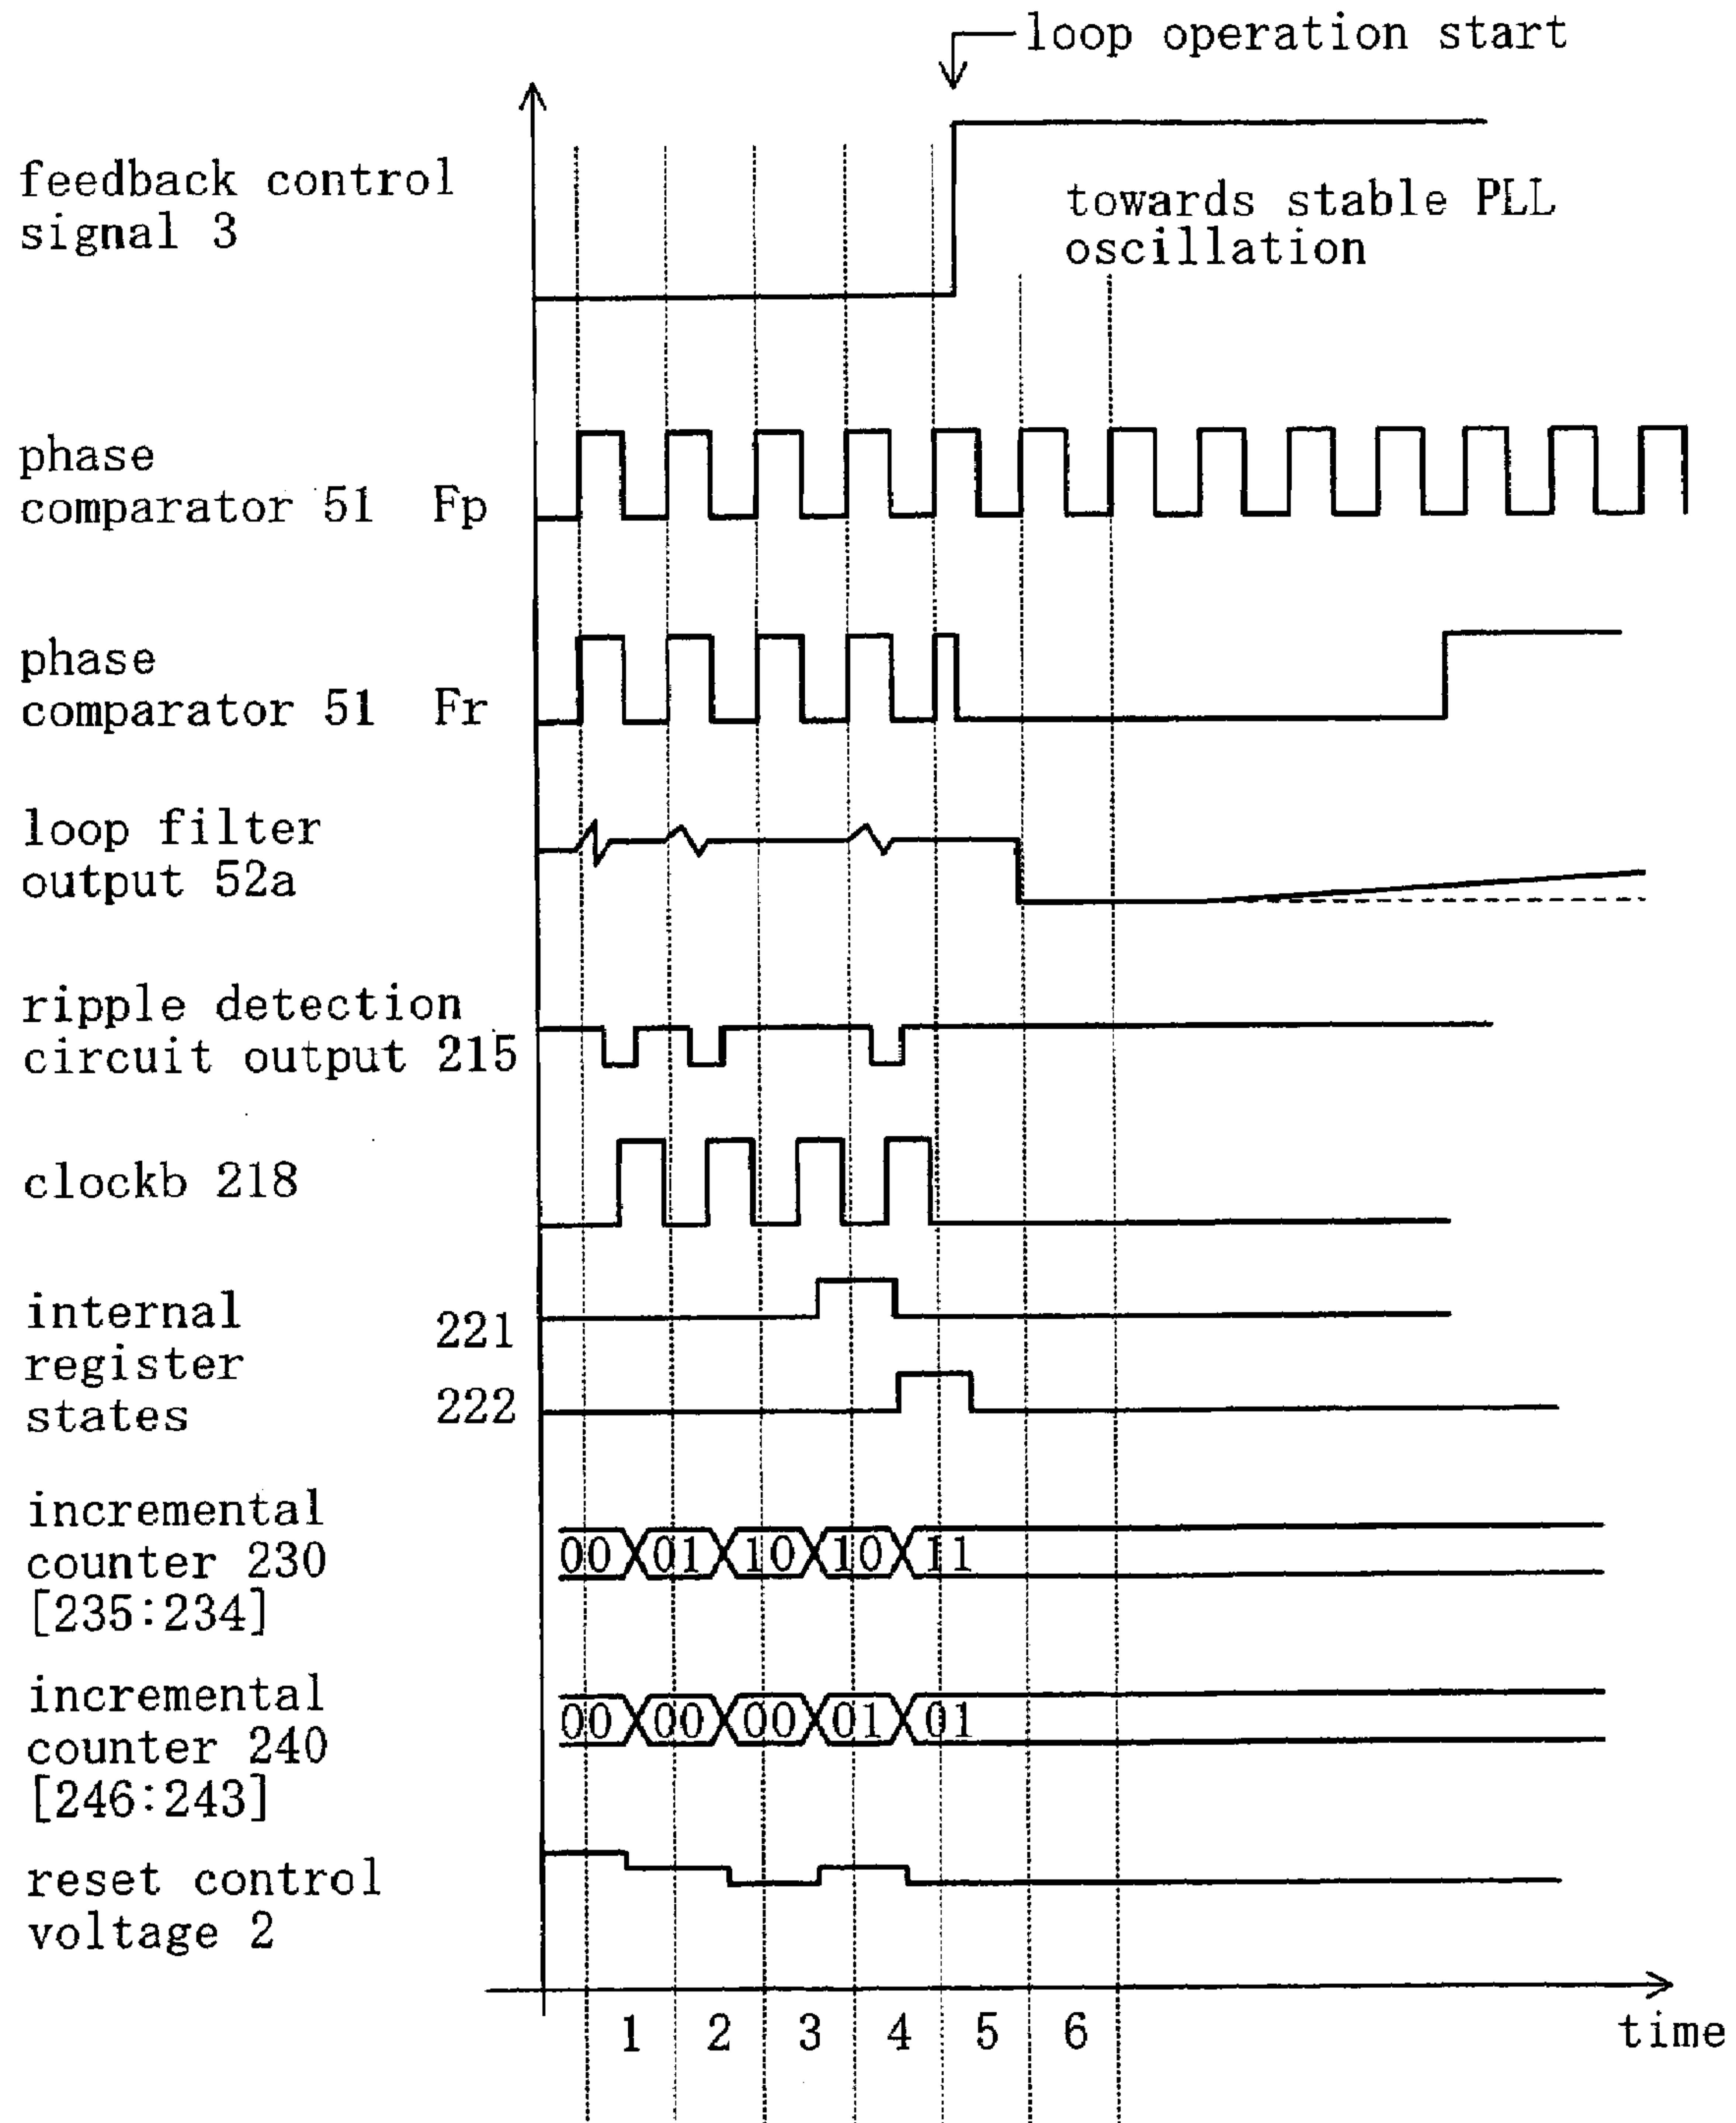 loop operation start
feedback control
signal 3
towards stable PLL
oscillation
phase
comparator 51 Fp
phase
comparator 51 Fr
loop filter
output 52a
ripple detection
circuit output 215
clockb 218
internal
register
states
221
222
incremental
counter 230
[235:234]
00 01 10 10 11
incremental
counter 240
[246:243]
00 00 00 01 01
reset control
voltage 2
1 2 3 4 5 6
time